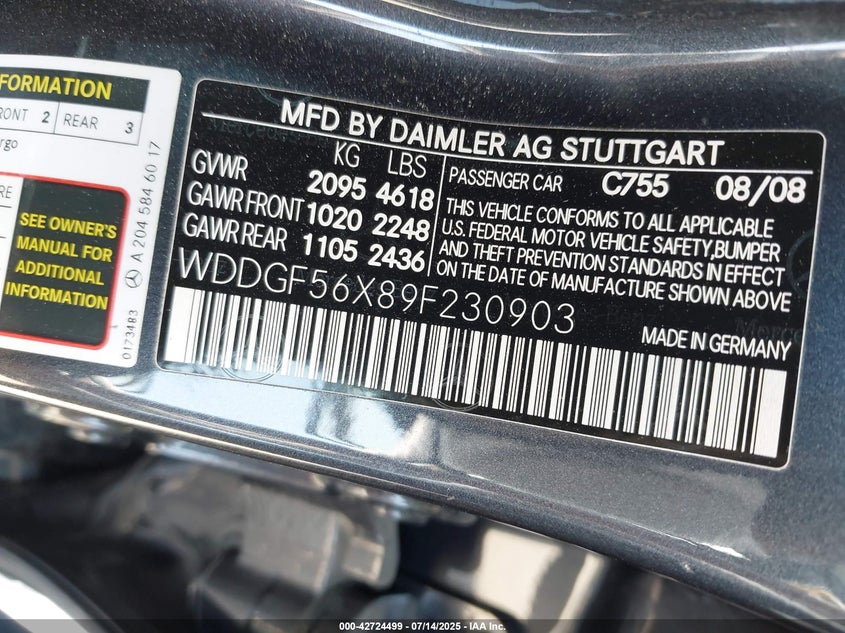 FORMATION
RONT 2 REAR 3
rgo
RE
SEE OWNER'S
MANUAL FOR
ADDITIONAL
INFORMATION
A 204 584 60 17
0173483
MFD BY DAIMLER AG STUTTGART
KG LBS
GVWR 2095 4618
GAWR FRONT 1020 2248
GAWR REAR 1105 2436
PASSENGER CAR C755 08/08
THIS VEHICLE CONFORMS TO ALL APPLICABLE
U.S. FEDERAL MOTOR VEHICLE SAFETY,BUMPER
AND THEFT PREVENTION STANDARDS IN EFFECT
ON THE DATE OF MANUFACTURE SHOWN ABOVE
WDDGF56X89F230903
MADE IN GERMANY
000-42724499 | 07/14/2025 | IAA Inc.